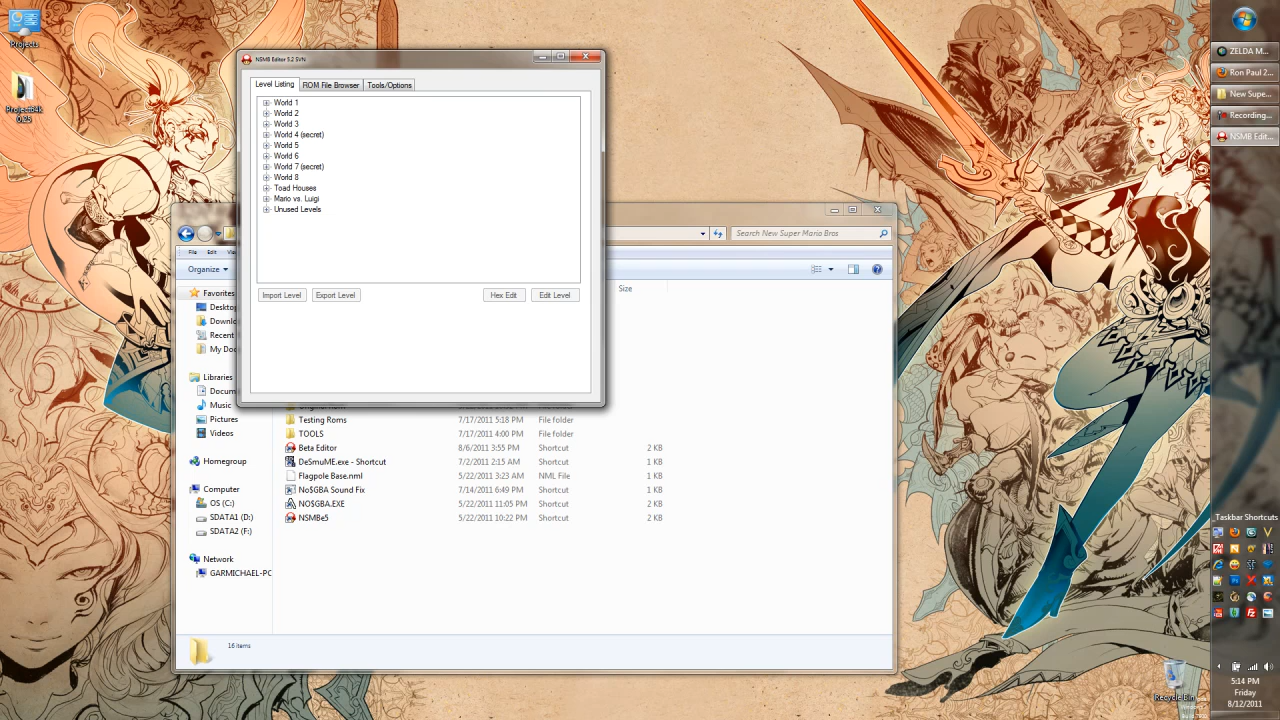 Projects
Project64k
0.25
NSMB Editor 5.2 SVN
Level Listing
ROM File Browser
Tools/Options
World 1
World 2
World 3
World 4 (secret)
World 5
World 6
World 7 (secret)
World 8
Toad Houses
Mario vs. Luigi
Unused Levels
Import Level
Export Level
Hex Edit
Edit Level
Search New Super Mario Bros
File
Edit
Organize
Size
Favorites
Desktop
Recent
Libraries
Music
Pictures
Videos
Homegroup
Computer
OS (C:)
SDATA1 (D:)
SDATA2 (F:)
Network
GARMICHAEL-PC
Testing Roms 7/17/2011 5:18 PM File folder
TOOLS 7/17/2011 4:00 PM File folder
Beta Editor 8/6/2011 3:55 PM Shortcut 2 KB
DeSmuME.exe - Shortcut 7/2/2011 2:15 AM Shortcut 1 KB
Flagpole Base.nml 5/22/2011 3:23 AM NML File 1 KB
No$GBA Sound Fix 7/14/2011 6:49 PM Shortcut 1 KB
NO$GBA.EXE 5/22/2011 11:05 PM Shortcut 2 KB
NSMBe5 5/22/2011 10:22 PM Shortcut 2 KB
16 items
ZELDA M...
Ron Paul 2...
New Supe...
Recording...
NSMB Edit...
_Taskbar Shortcuts
5:14 PM
Friday
8/12/2011
Recycle Bin